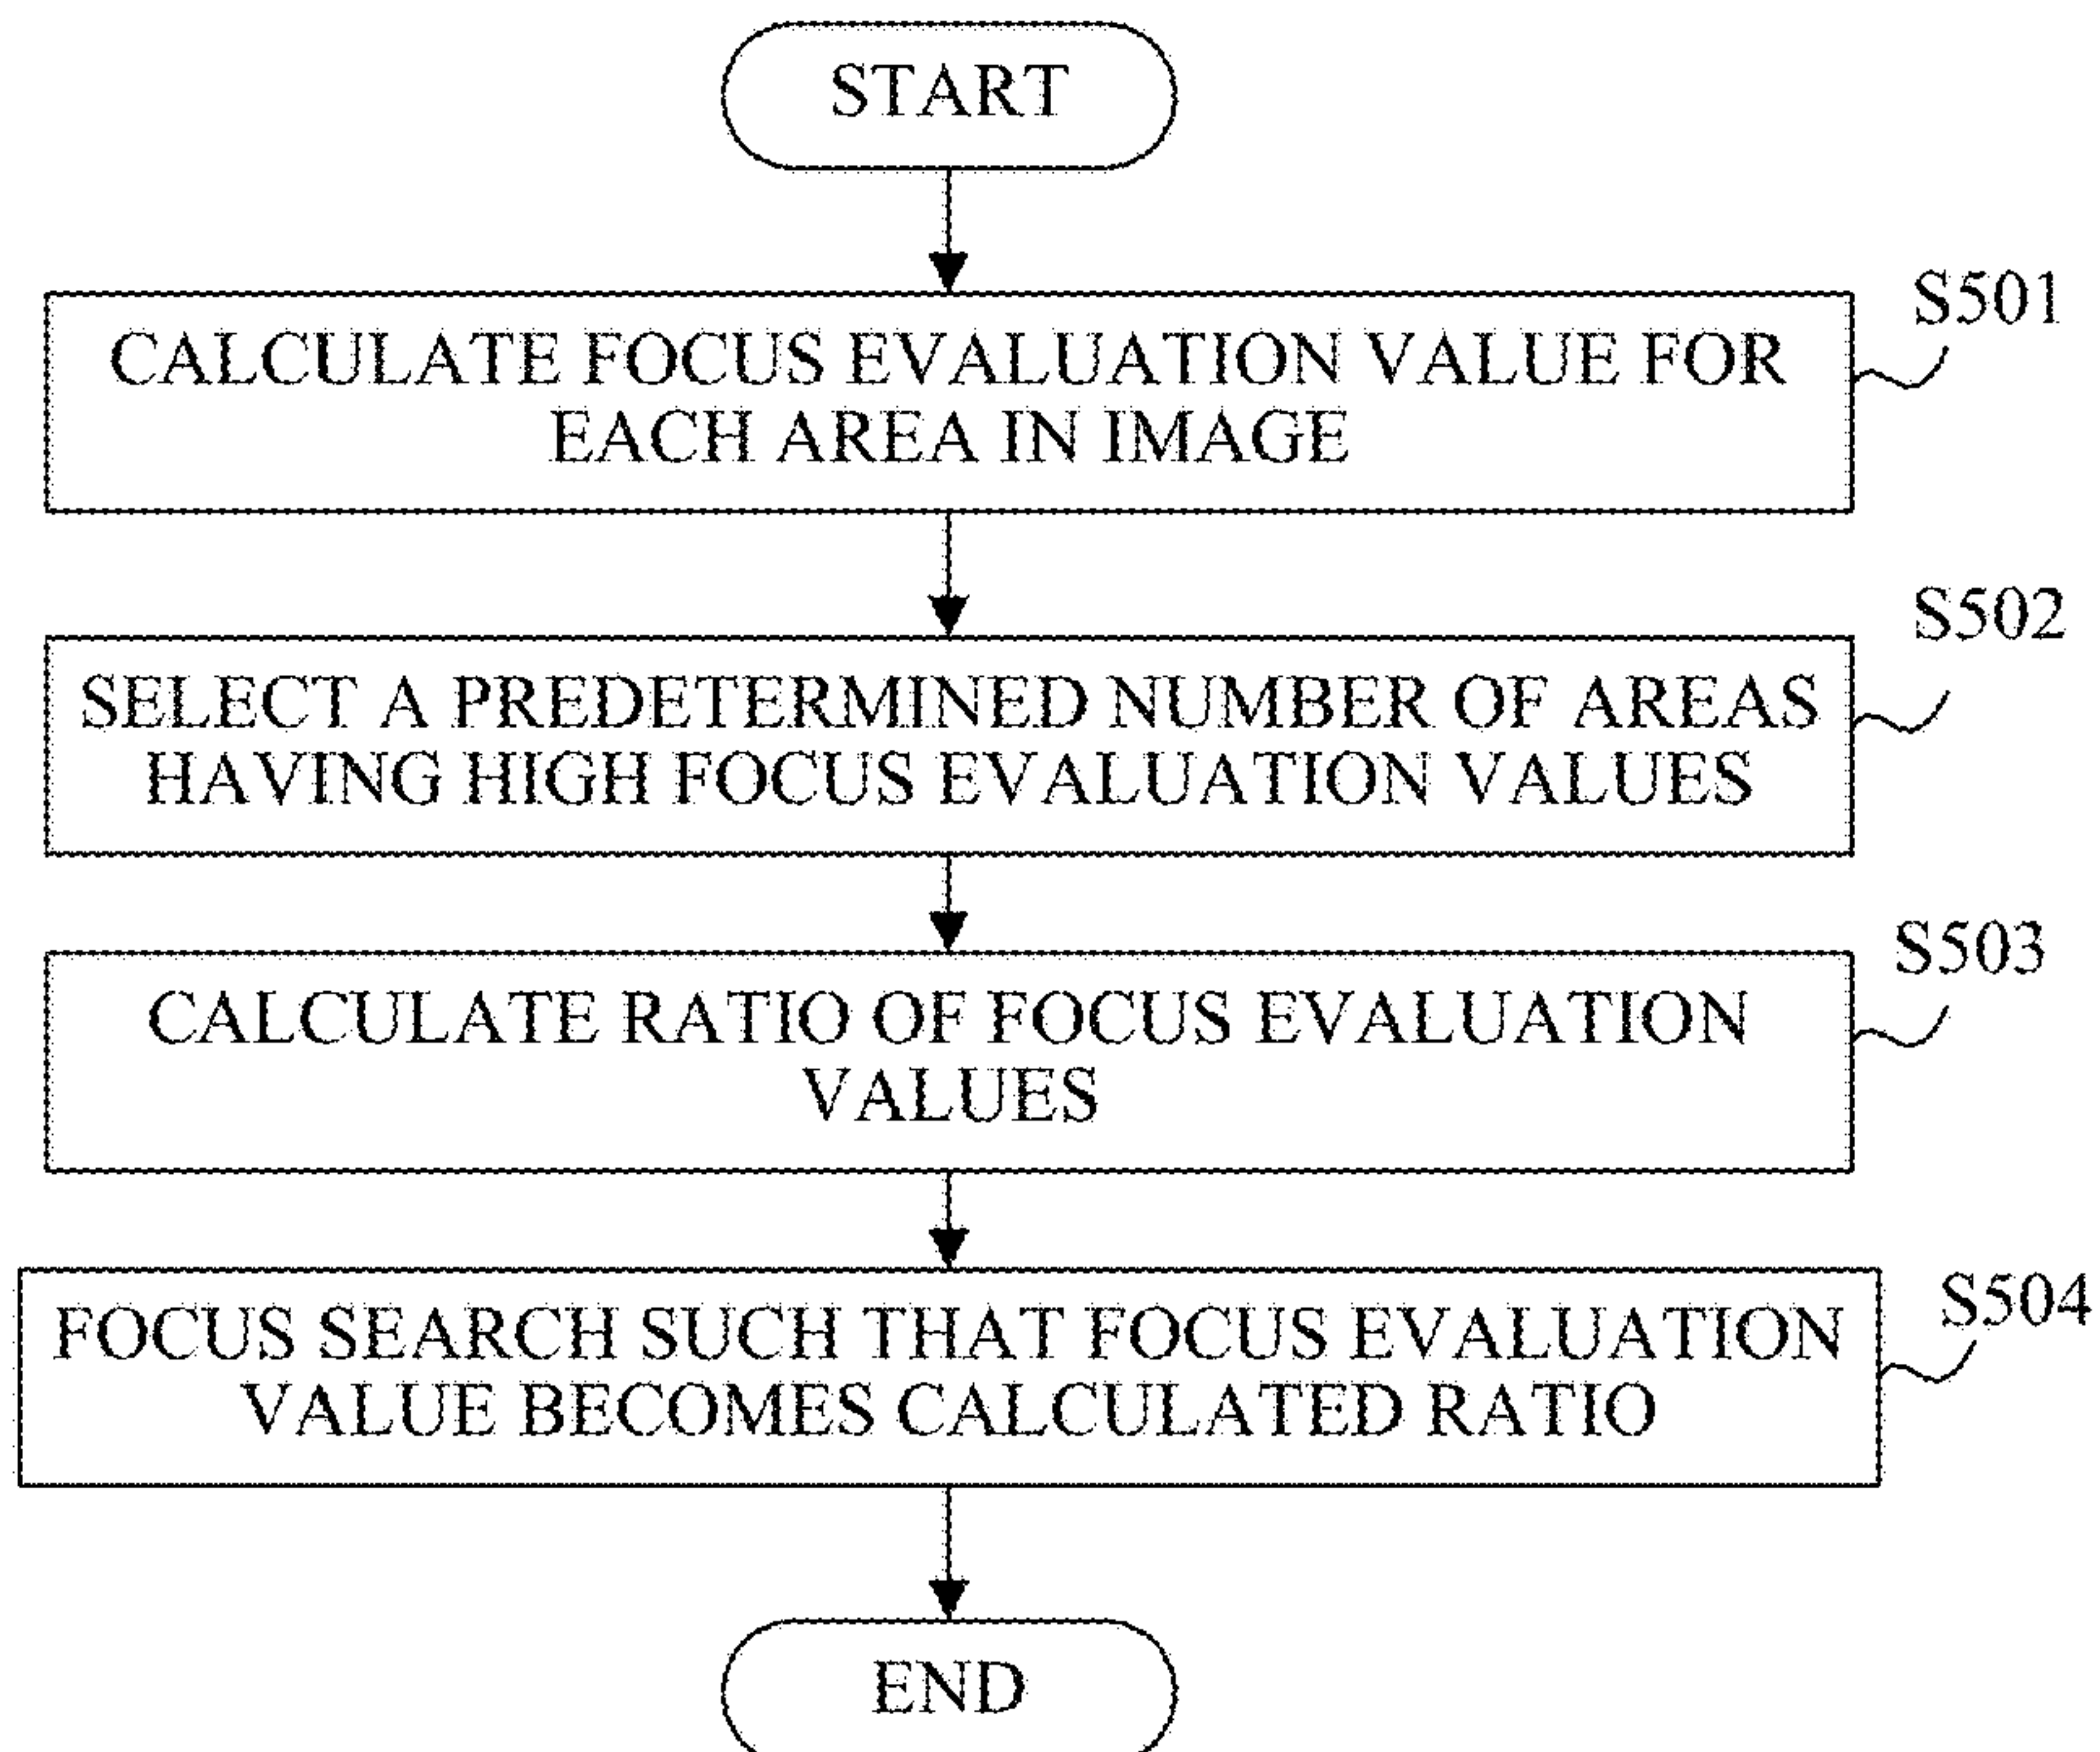 START
S501
CALCULATE FOCUS EVALUATION VALUE FOR
EACH AREA IN IMAGE
S502
SELECT A PREDETERMINED NUMBER OF AREAS
HAVING HIGH FOCUS EVALUATION VALUES
S503
CALCULATE RATIO OF FOCUS EVALUATION
VALUES
S504
FOCUS SEARCH SUCH THAT FOCUS EVALUATION
VALUE BECOMES CALCULATED RATIO
END